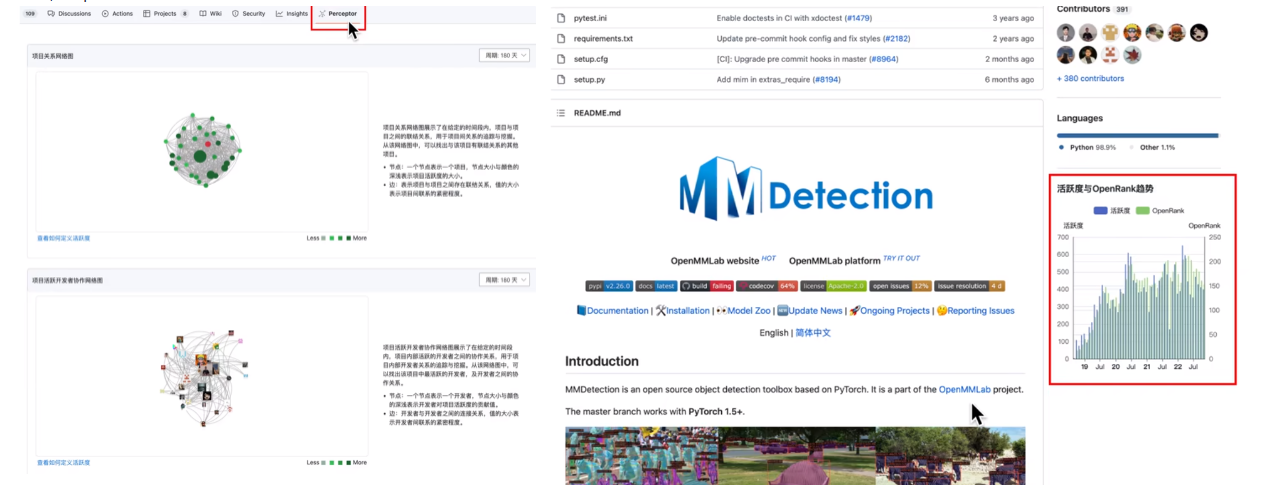 109 Discussions Actions Projects 8 Wiki Security Insights Perceptor
项目关系网络图
周期: 180 天
项目关系网络图展示了在给定的时间段内，项目与项
目之间的联结关系，用于项目间关系的追踪与挖掘。
从该网络图中，可以找出与该项目有联结关系的其他
项目。
• 节点：一个节点表示一个项目，节点大小与颜色的
深浅表示项目活跃度的大小。
• 边：表示项目与项目之间存在联结关系，值的大小
表示项目间联系的紧密程度。
查看如何定义活跃度
Less More
项目活跃开发者协作网络图
周期: 180 天
项目活跃开发者协作网络图展示了在给定的时间段
内，项目内部活跃的开发者之间的协作关系，用于项
目内部开发者关系的追踪与挖掘。从该网络图中，可
以找出该项目中最活跃的开发者，及开发者之间的协
作关系。
• 节点：一个节点表示一个开发者，节点大小与颜色
的深浅表示开发者对项目活跃度的贡献值。
• 边：开发者与开发者之间的连接关系，值的大小表
示开发者间联系的紧密程度。
查看如何定义活跃度
Less More
pytest.ini Enable doctests in CI with xdoctest (#1479) 3 years ago
requirements.txt Update pre-commit hook config and fix styles (#2182) 2 years ago
setup.cfg [CI]: Upgrade pre commit hooks in master (#8964) 2 months ago
setup.py Add mim in extras_require (#8194) 6 months ago
README.md
MMDetection
OpenMMLab website HOT OpenMMLab platform TRY IT OUT
pypi v2.26.0 docs latest build failing codecov 64% license Apache-2.0 open issues 12% issue resolution 4 d
Documentation | Installation | Model Zoo | Update News | Ongoing Projects | Reporting Issues
English | 简体中文
Introduction
MMDetection is an open source object detection toolbox based on PyTorch. It is a part of the OpenMMLab project.
The master branch works with PyTorch 1.5+.
Contributors 391
+ 380 contributors
Languages
Python 98.9% Other 1.1%
活跃度与OpenRank趋势
活跃度 OpenRank
活跃度 OpenRank
700 250
600
500 200
400 150
300
200 100
100 50
0 0
19 Jul 20 Jul 21 Jul 22 Jul